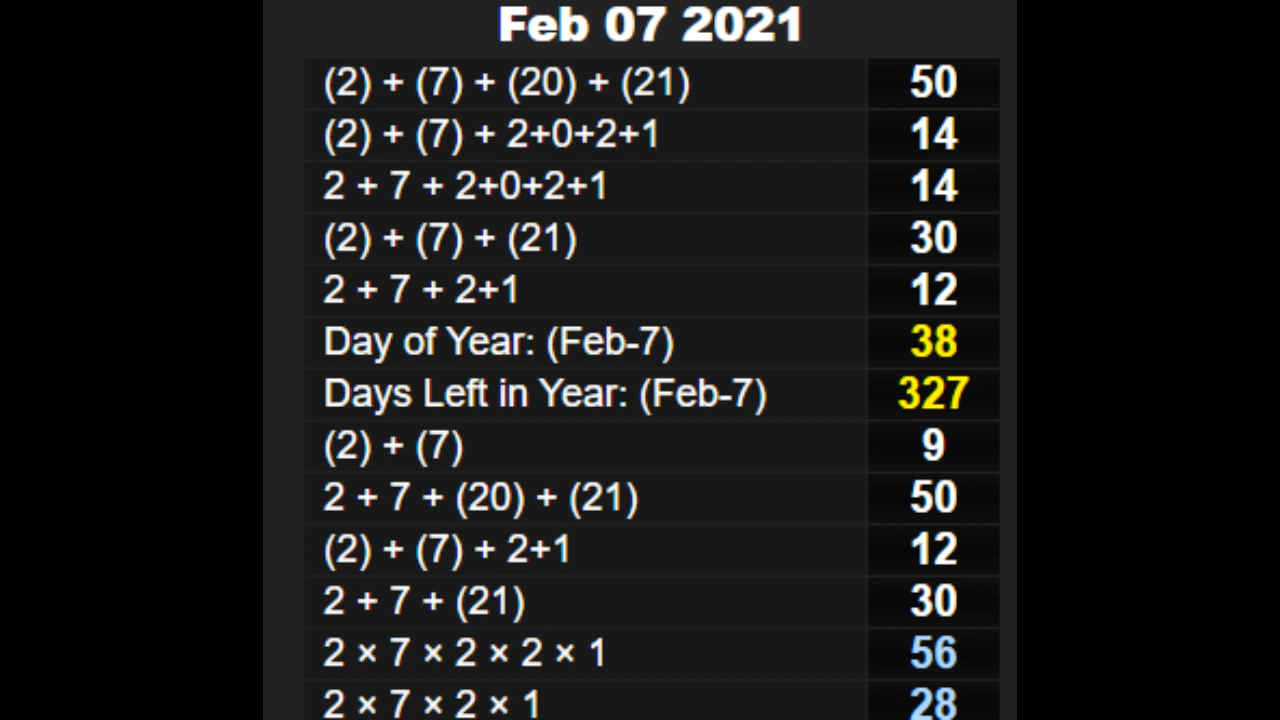 Feb 07 2021
(2) + (7) + (20) + (21) 50
(2) + (7) + 2+0+2+1 14
2 + 7 + 2+0+2+1 14
(2) + (7) + (21) 30
2 + 7 + 2+1 12
Day of Year: (Feb-7) 38
Days Left in Year: (Feb-7) 327
(2) + (7) 9
2 + 7 + (20) + (21) 50
(2) + (7) + 2+1 12
2 + 7 + (21) 30
2 × 7 × 2 × 2 × 1 56
2 × 7 × 2 × 1 28